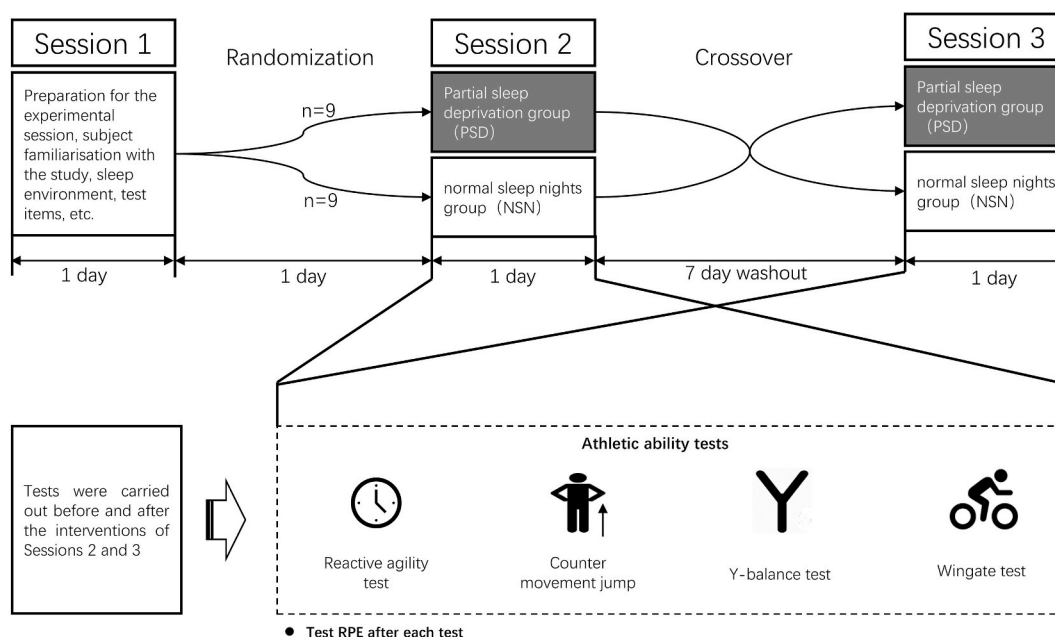 Session 1
Randomization
Session 2
Crossover
Session 3
Preparation for the
experimental
session, subject
familiarisation with
the study, sleep
environment, test
items, etc.
n=9
n=9
Partial sleep
deprivation group
（PSD）
normal sleep nights
group（NSN）
Partial sleep
deprivation group
（PSD）
normal sleep nights
group（NSN）
1 day
1 day
1 day
7 day washout
1 day
Tests were carried
out before and after
the interventions of
Sessions 2 and 3
Athletic ability tests
Reactive agility
test
Counter
movement jump
Y-balance test
Wingate test
● Test RPE after each test